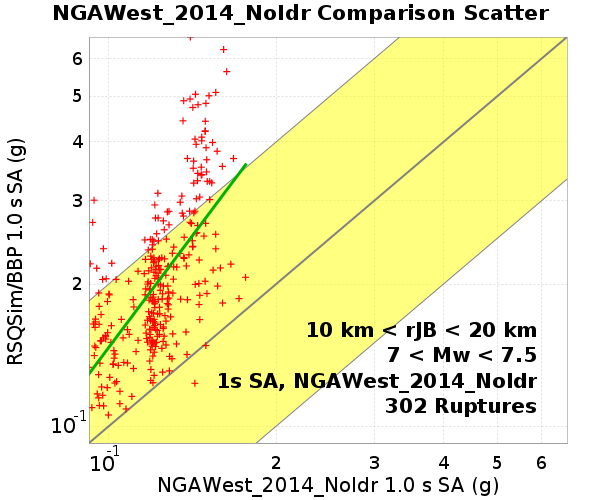 NGAWest_2014_NoIdr Comparison Scatter
RSQSim/BBP 1.0 s SA (g)
6
5
4
3
2
10^-1
10 km < rJB < 20 km
7 < Mw < 7.5
1s SA, NGAWest_2014_NoIdr
302 Ruptures
10^-1 2 3 4 5 6
NGAWest_2014_NoIdr 1.0 s SA (g)